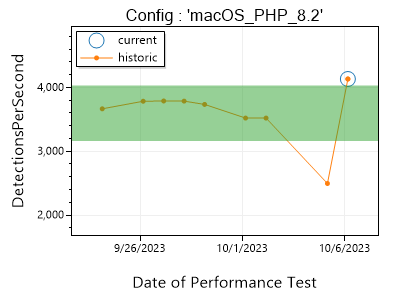 Config : 'macOS_PHP_8.2'
current
historic
DetectionsPerSecond
4,000
3,000
2,000
9/26/2023
10/1/2023
10/6/2023
Date of Performance Test